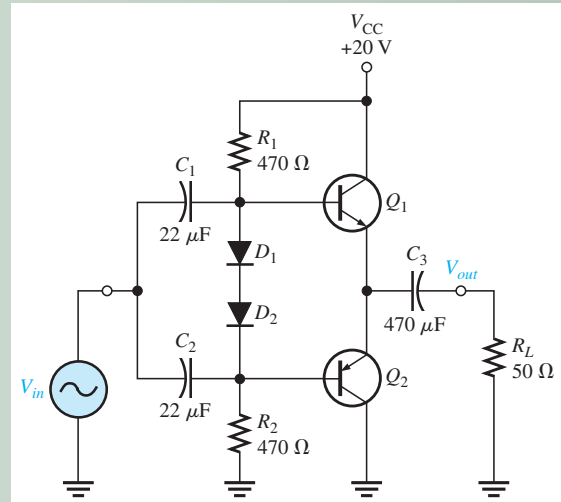 V_CC
+20 V
R_1
470 Ω
C_1
22 μF
Q_1
D_1
C_3
V_out
D_2
470 μF
C_2
R_L
50 Ω
V_in
22 μF
Q_2
R_2
470 Ω